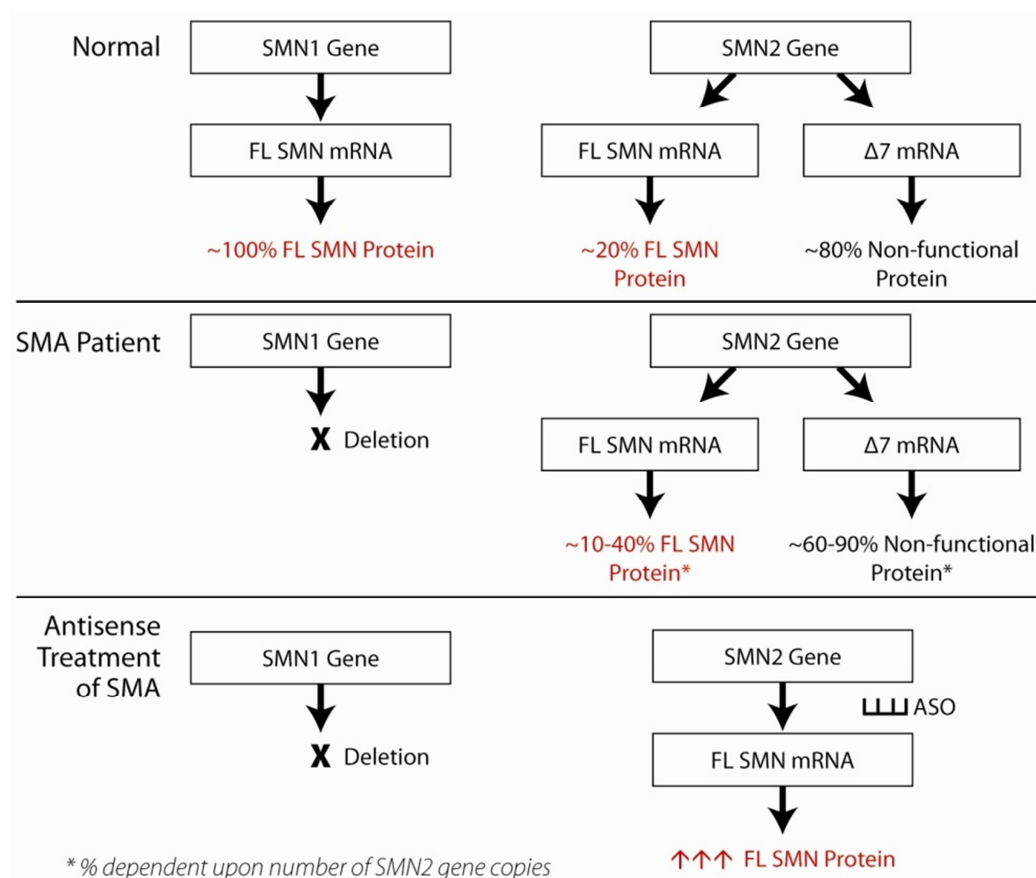 Normal
SMN1 Gene
SMN2 Gene
FL SMN mRNA
FL SMN mRNA
Δ7 mRNA
~100% FL SMN Protein
~20% FL SMN
Protein
~80% Non-functional
Protein
SMA Patient
SMN1 Gene
SMN2 Gene
X Deletion
FL SMN mRNA
Δ7 mRNA
~10-40% FL SMN
Protein*
~60-90% Non-functional
Protein*
Antisense
Treatment
of SMA
SMN1 Gene
SMN2 Gene
ASO
X Deletion
FL SMN mRNA
↑↑↑ FL SMN Protein
* % dependent upon number of SMN2 gene copies